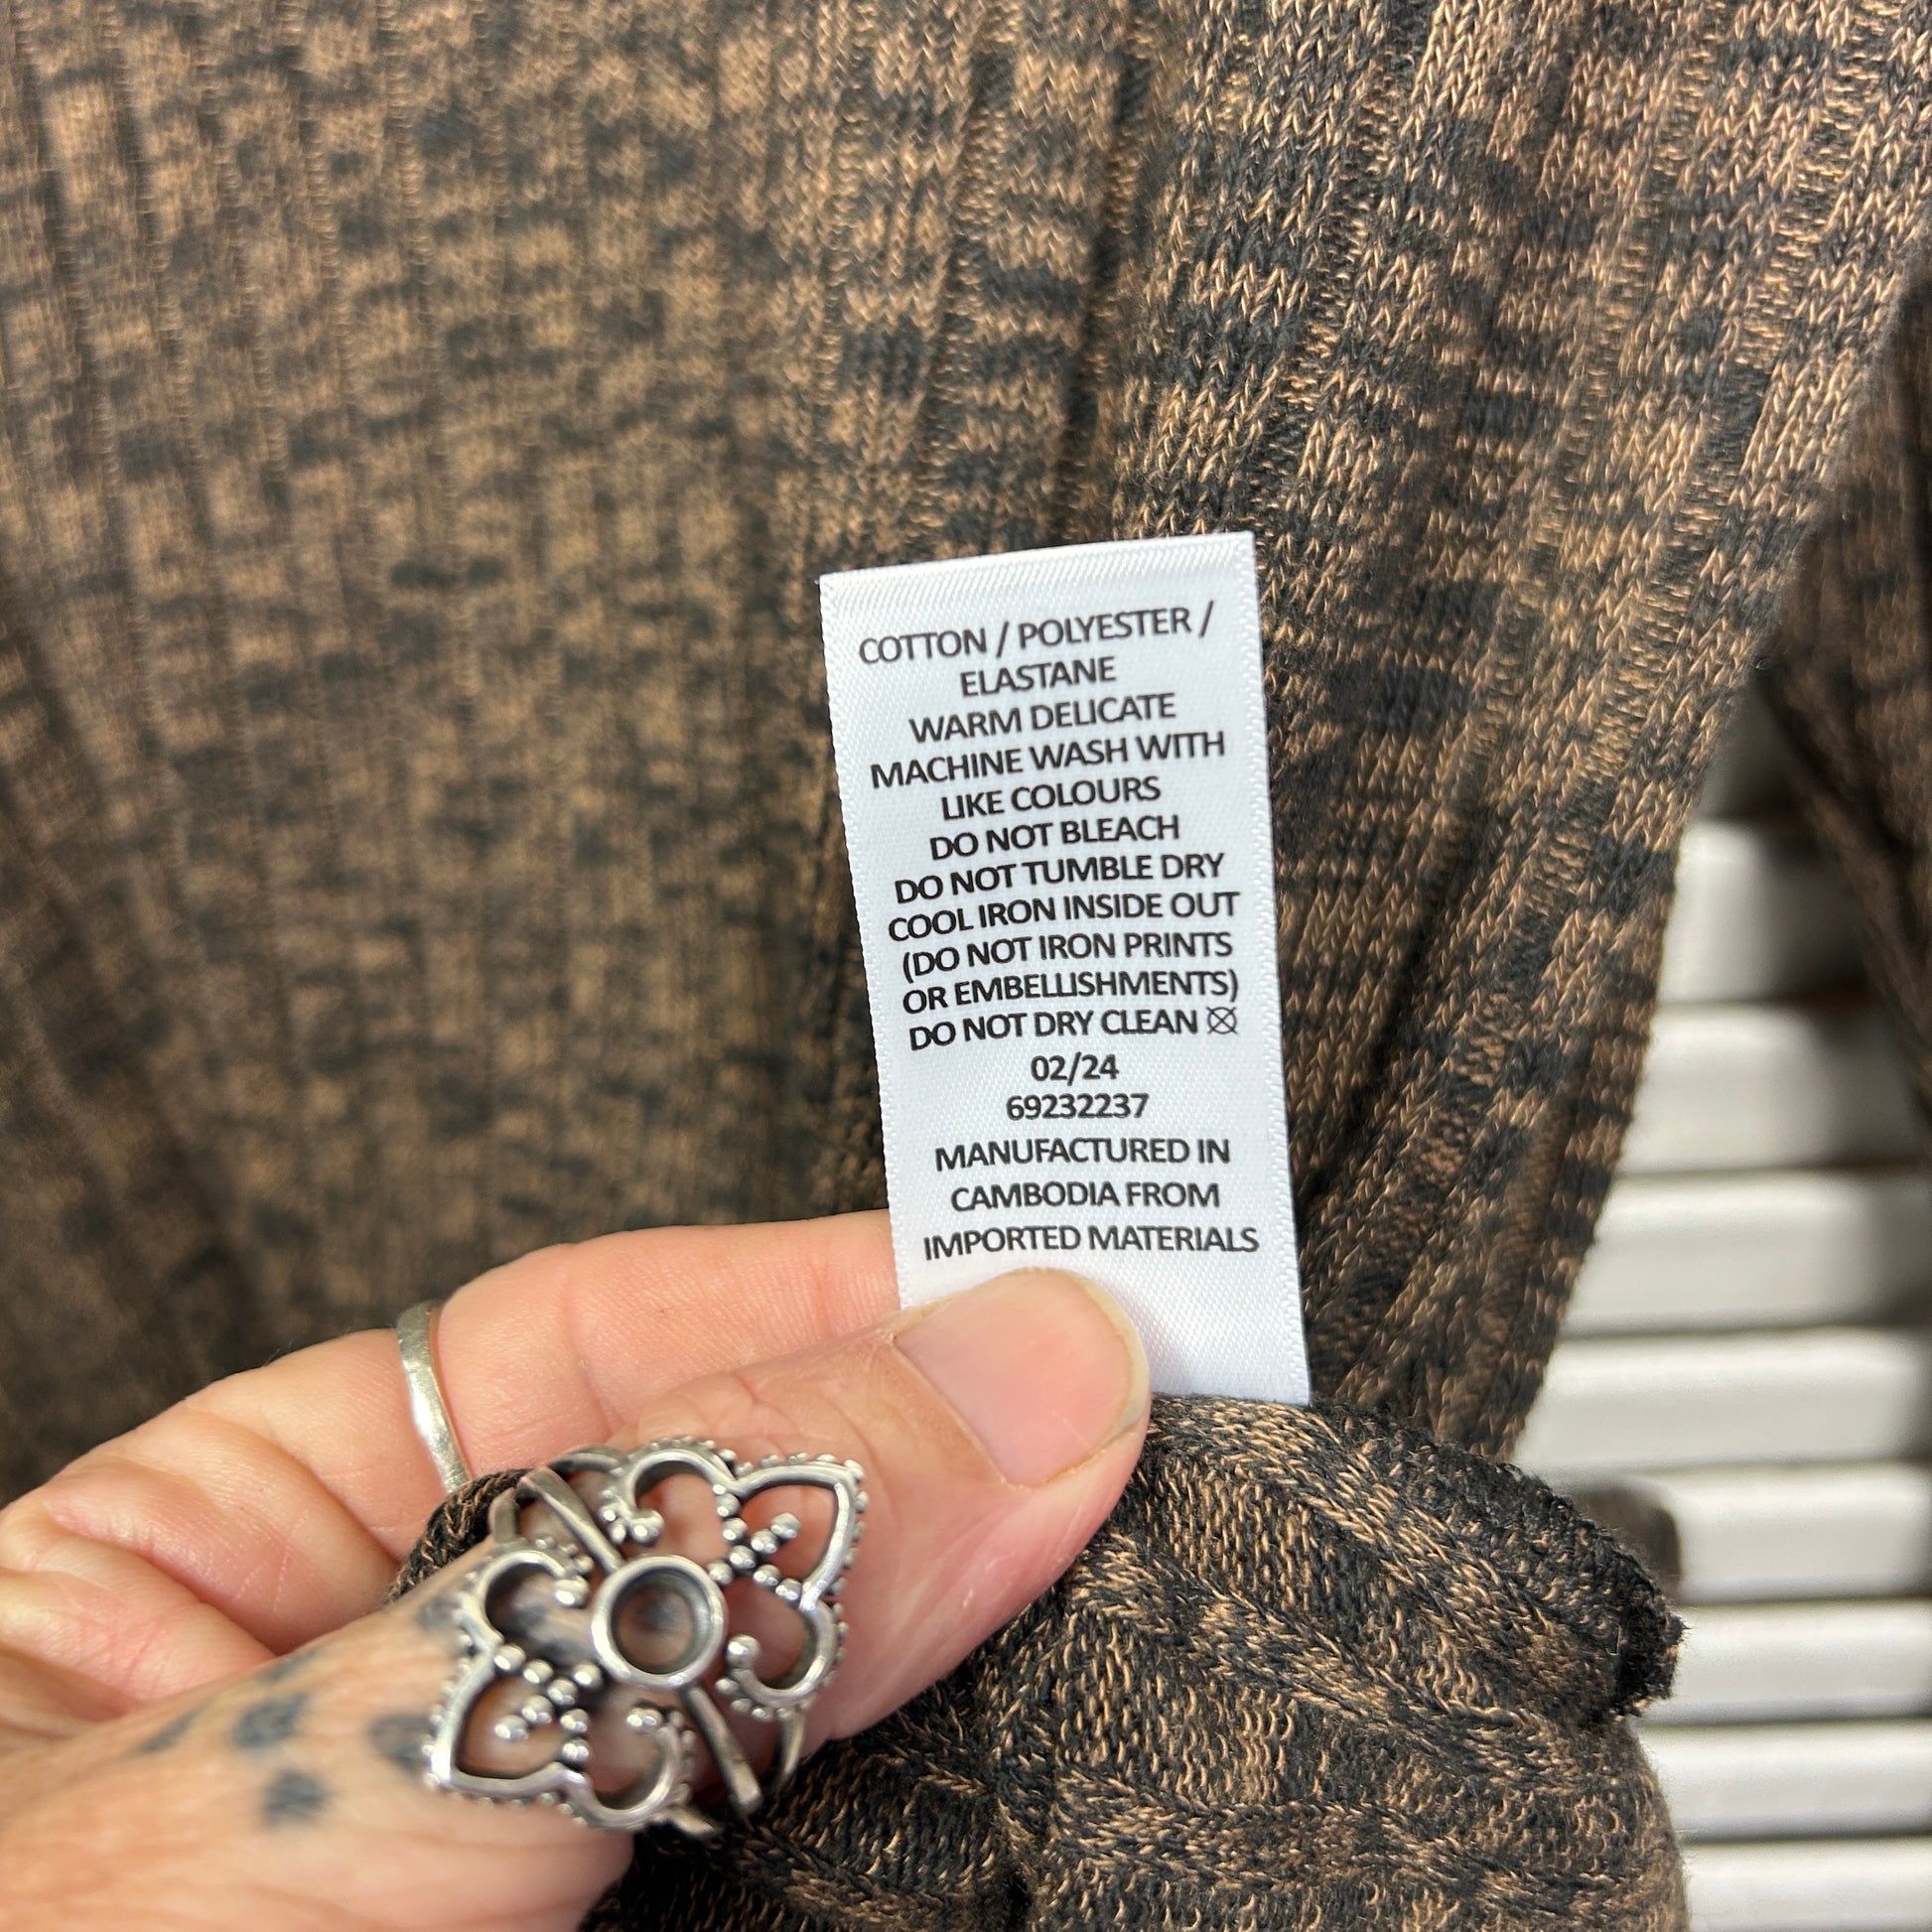 COTTON / POLYESTER /
ELASTANE
WARM DELICATE
MACHINE WASH WITH
LIKE COLOURS
DO NOT BLEACH
DO NOT TUMBLE DRY
COOL IRON INSIDE OUT
(DO NOT IRON PRINTS
OR EMBELLISHMENTS)
DO NOT DRY CLEAN
02/24
69232237
MANUFACTURED IN
CAMBODIA FROM
IMPORTED MATERIALS